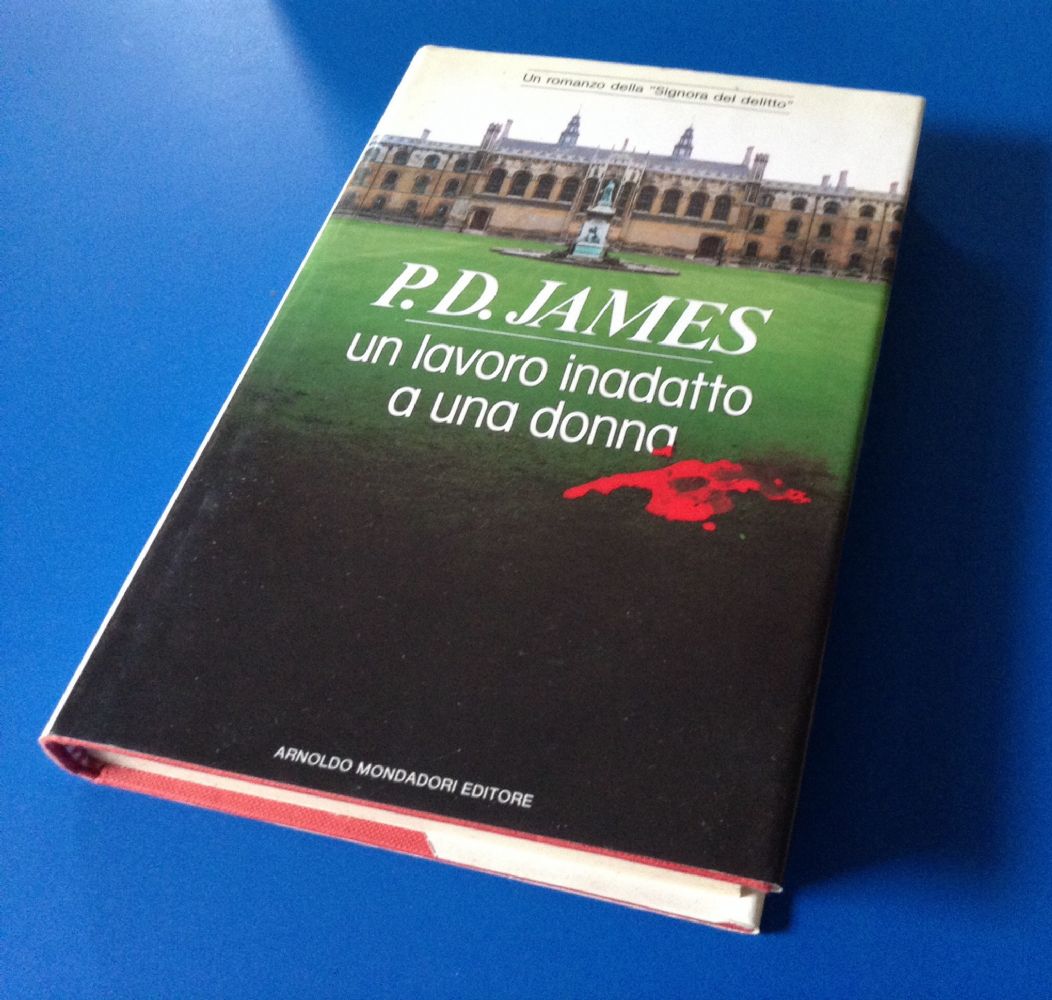 Un romanzo della "Signora del delitto"
P.D. JAMES
un lavoro inadatto
a una donna
ARNOLDO MONDADORI EDITORE